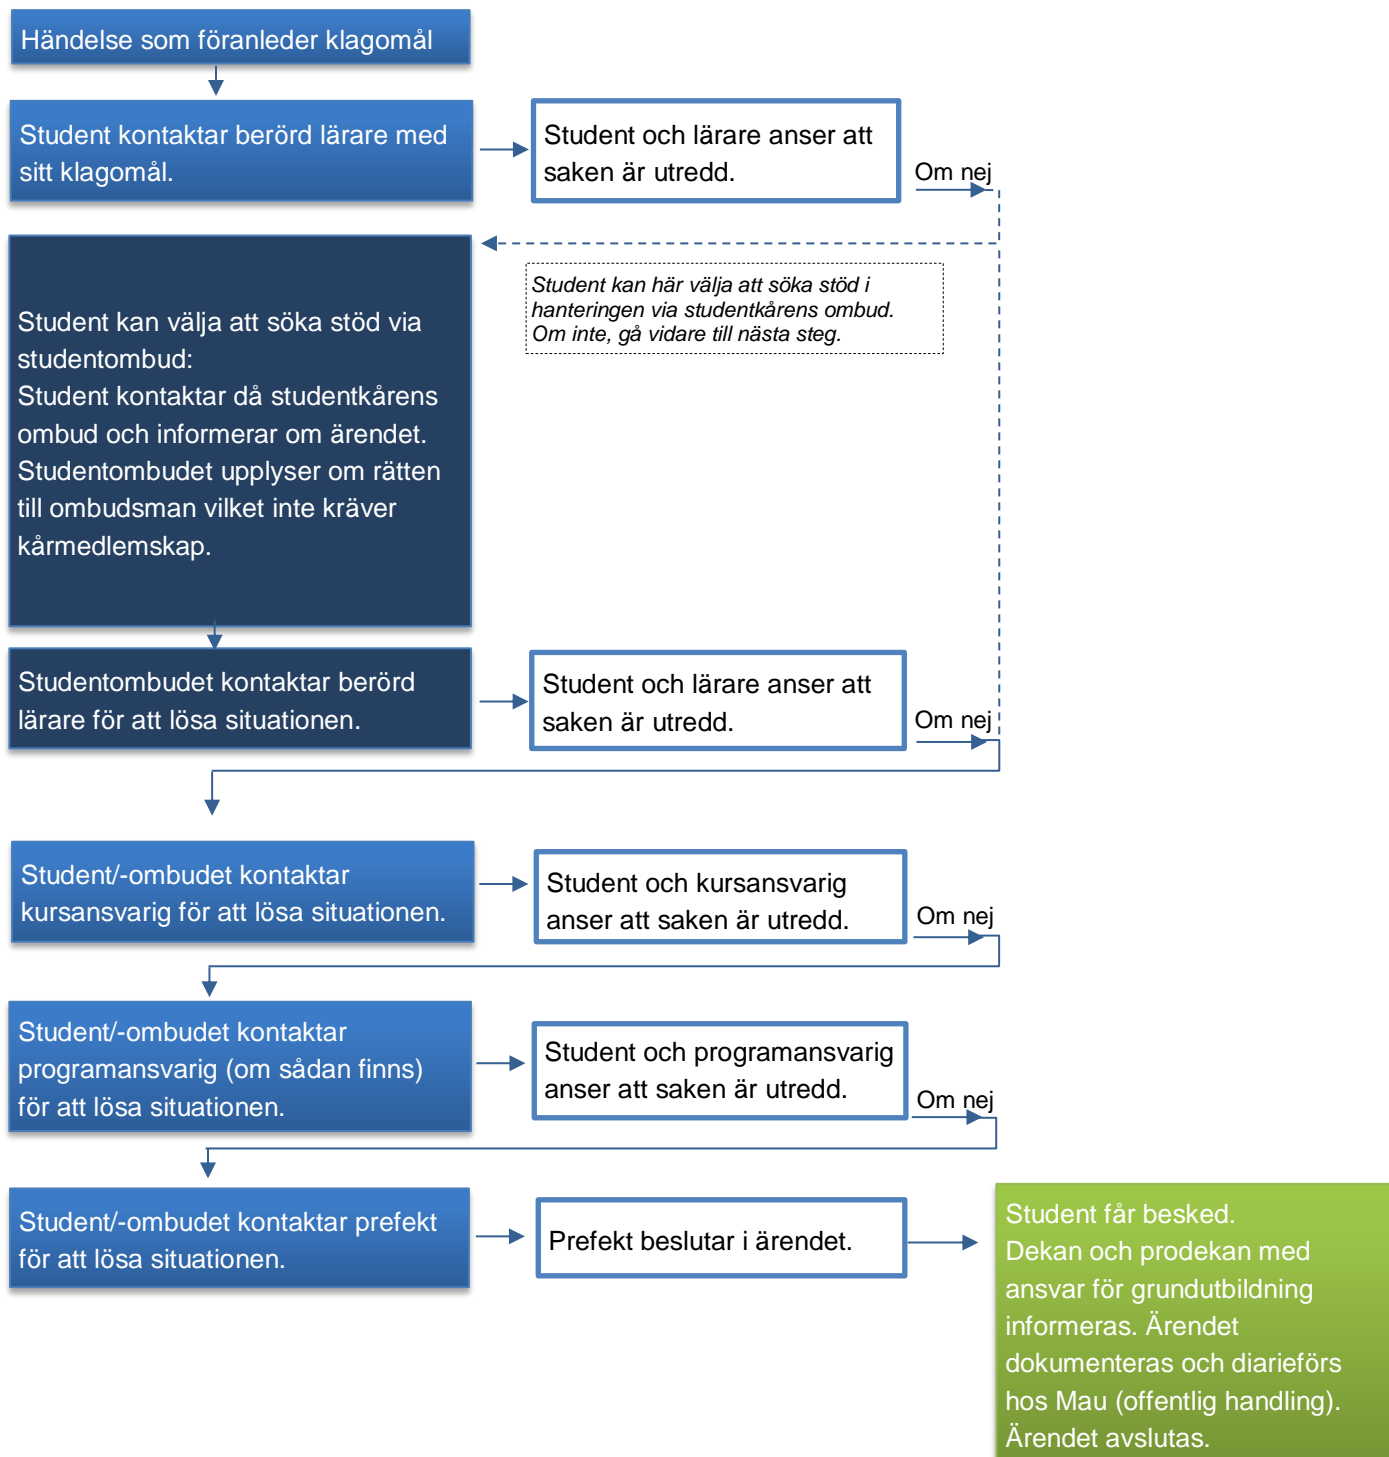 Händelse som föranleder klagomål
Student kontaktar berörd lärare med
sitt klagomål.
Student och lärare anser att
saken är utredd.
Om nej
Student kan här välja att söka stöd i
hanteringen via studentkårens ombud.
Om inte, gå vidare till nästa steg.
Student kan välja att söka stöd via
studentombud:
Student kontaktar då studentkårens
ombud och informerar om ärendet.
Studentombudet upplyser om rätten
till ombudsman vilket inte kräver
kårmedlemskap.
Studentombudet kontaktar berörd
lärare för att lösa situationen.
Student och lärare anser att
saken är utredd.
Om nej
Student/-ombudet kontaktar
kursansvarig för att lösa situationen.
Student och kursansvarig
anser att saken är utredd.
Om nej
Student/-ombudet kontaktar
programansvarig (om sådan finns)
för att lösa situationen.
Student och programansvarig
anser att saken är utredd.
Om nej
Student/-ombudet kontaktar prefekt
för att lösa situationen.
Prefekt beslutar i ärendet.
Student får besked.
Dekan och prodekan med
ansvar för grundutbildning
informeras. Ärendet
dokumenteras och diarieförs
hos Mau (offentlig handling).
Ärendet avslutas.